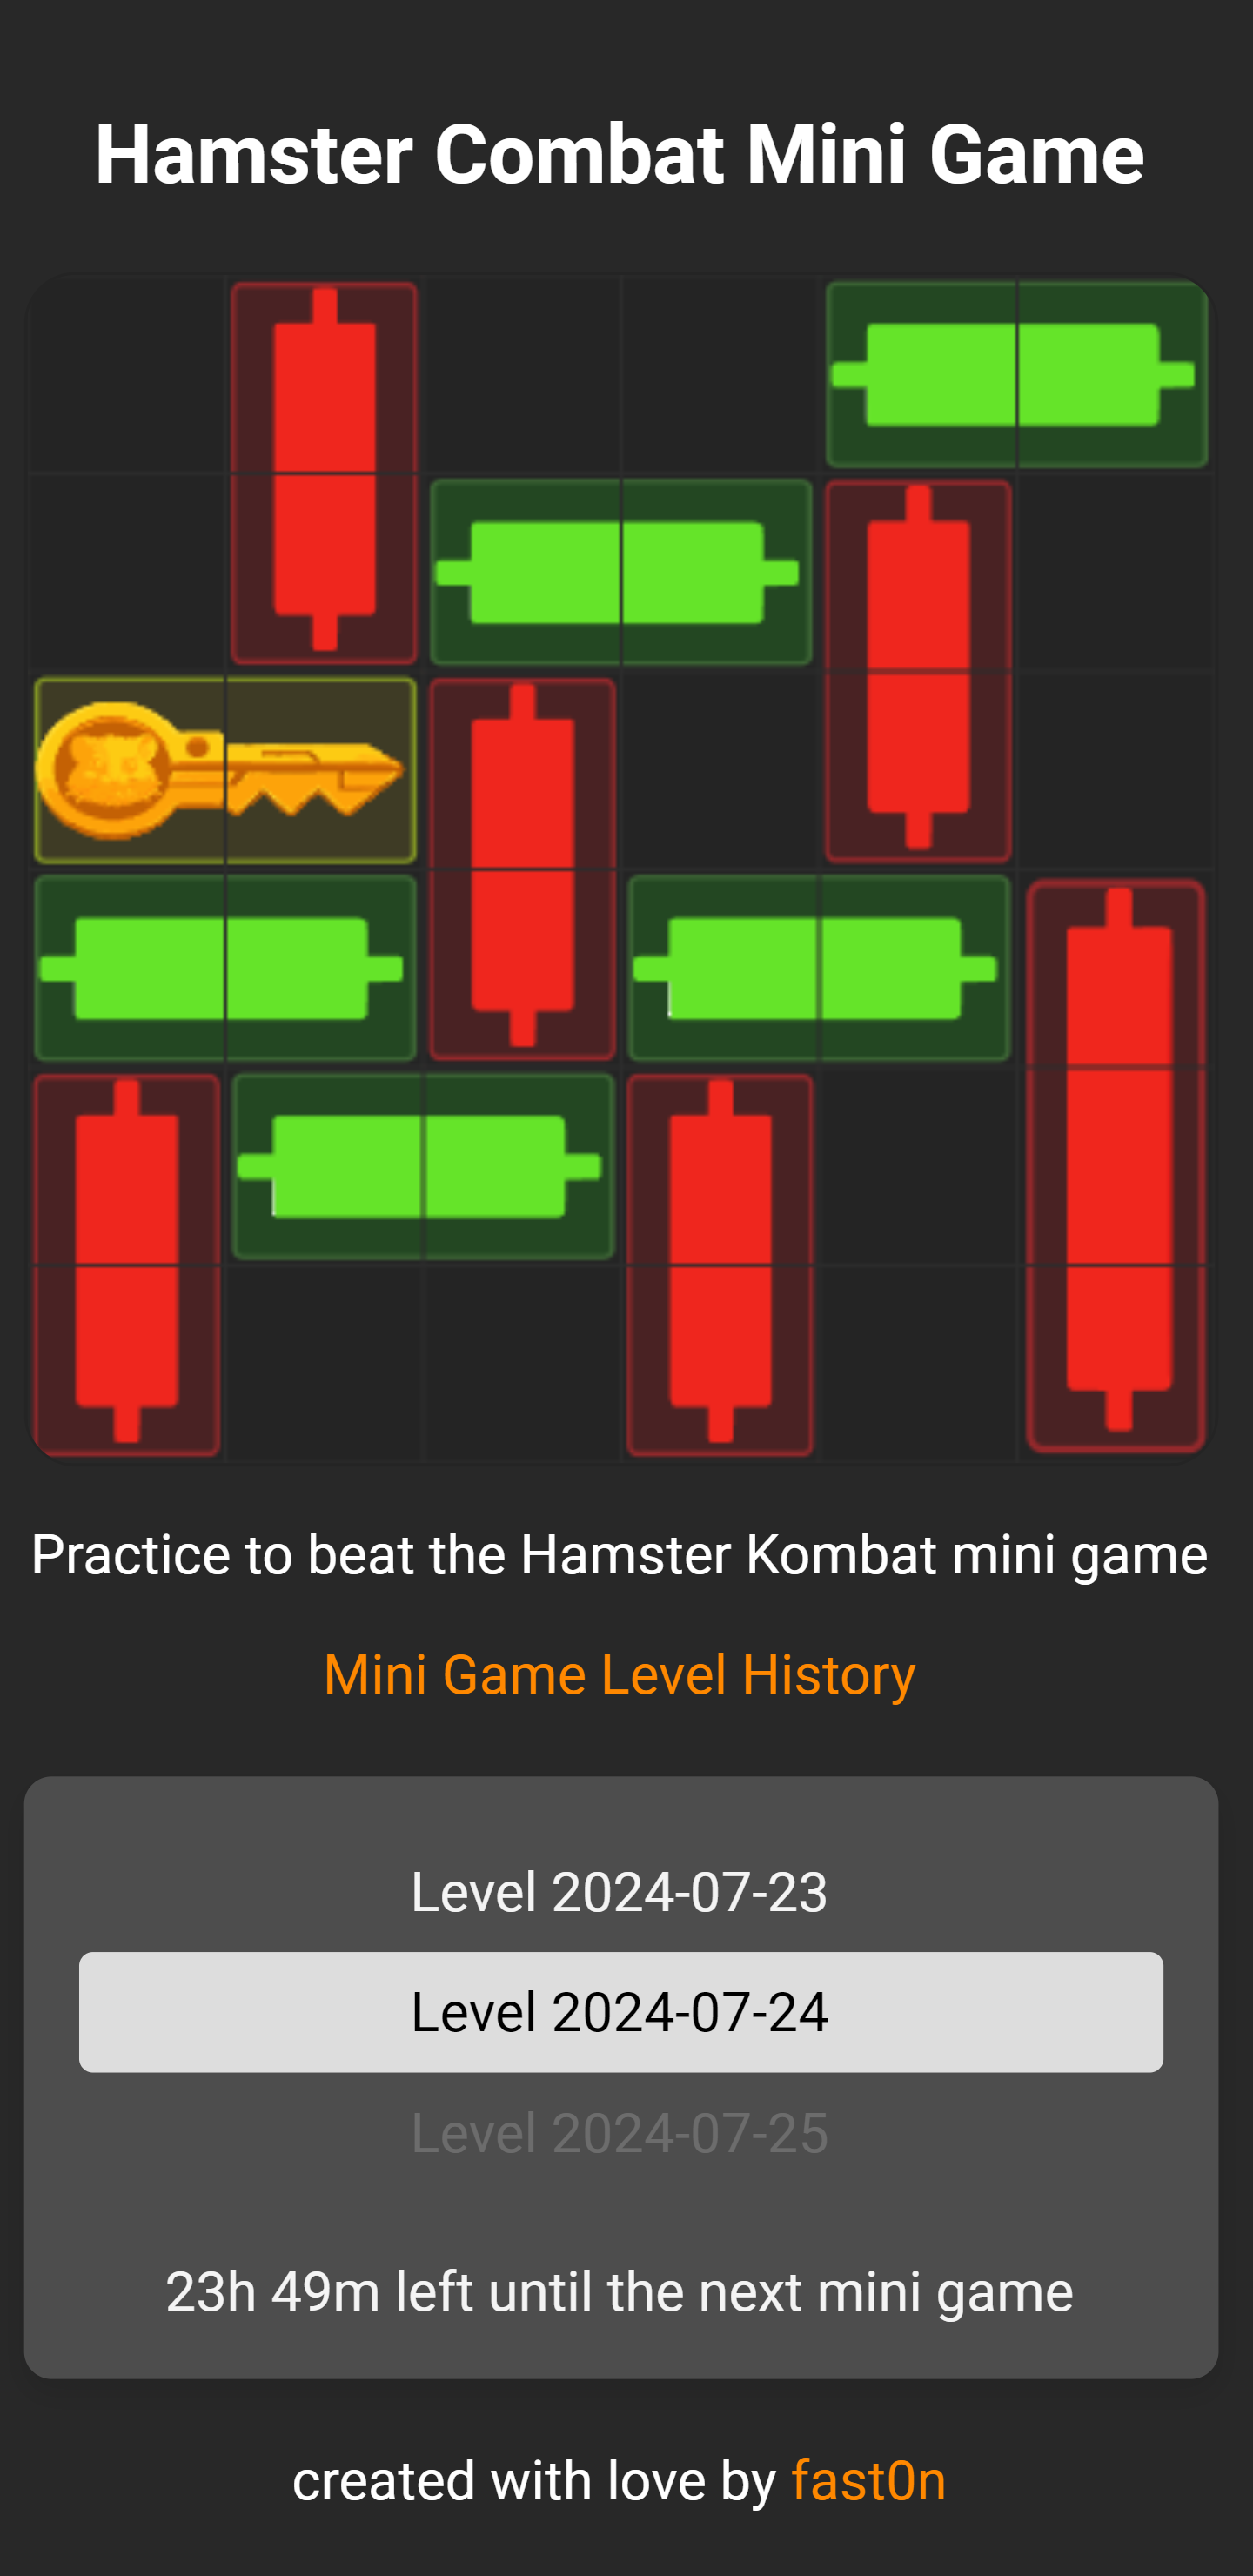 Hamster Combat Mini Game
Practice to beat the Hamster Kombat mini game
Mini Game Level History
Level 2024-07-23
Level 2024-07-24
Level 2024-07-25
23h 49m left until the next mini game
created with love by fast0n